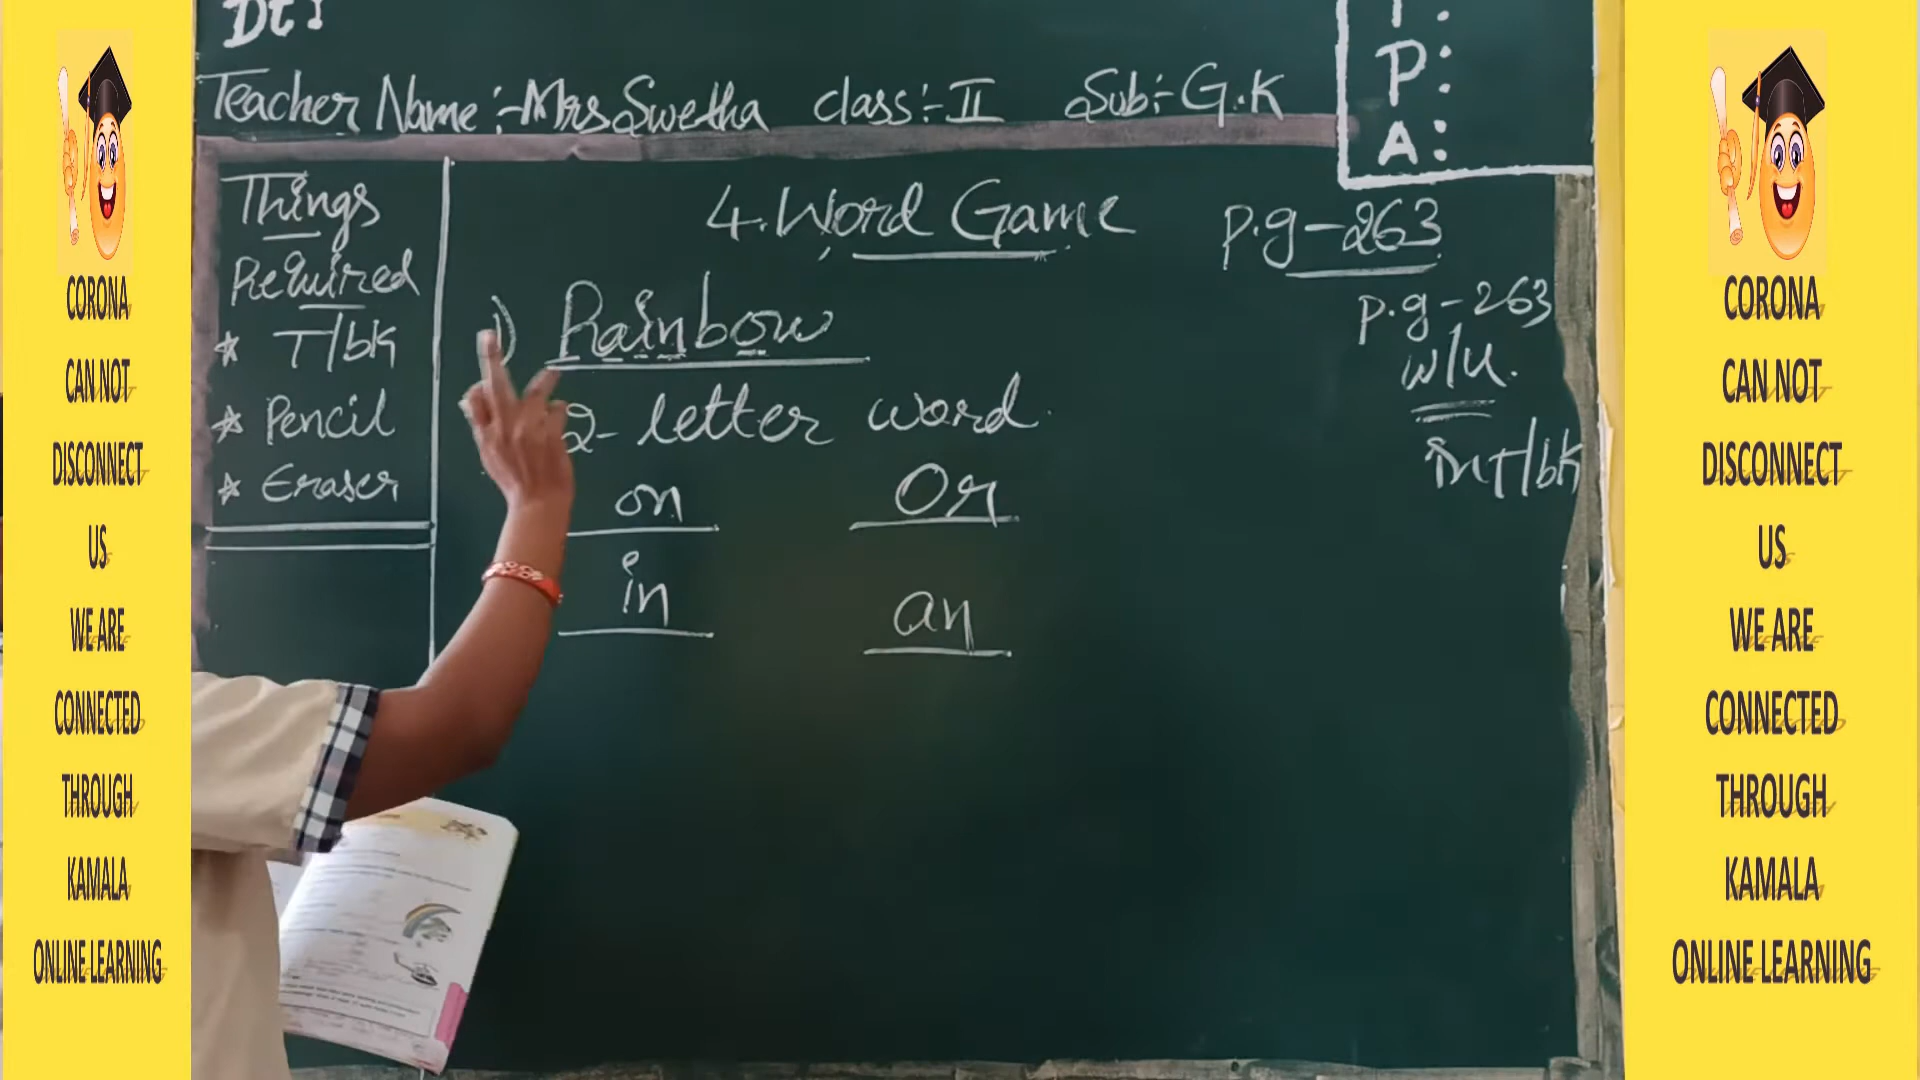 Dt:
Teacher Name:-Mrs Swetha class:-II Sub:-G.K
P:
A:
Things
Required
* T/bk
* Pencil
* Eraser
4. Word Game
p.g-263
p.g-263
w/u.
in T/bk
1) Rainbow
2-letter word
on
or
in
an
CORONA
CAN NOT
DISCONNECT
US
WE ARE
CONNECTED
THROUGH
KAMALA
ONLINE LEARNING
CORONA
CAN NOT
DISCONNECT
US
WE ARE
CONNECTED
THROUGH
KAMALA
ONLINE LEARNING